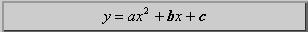 y = ax² + bx + c